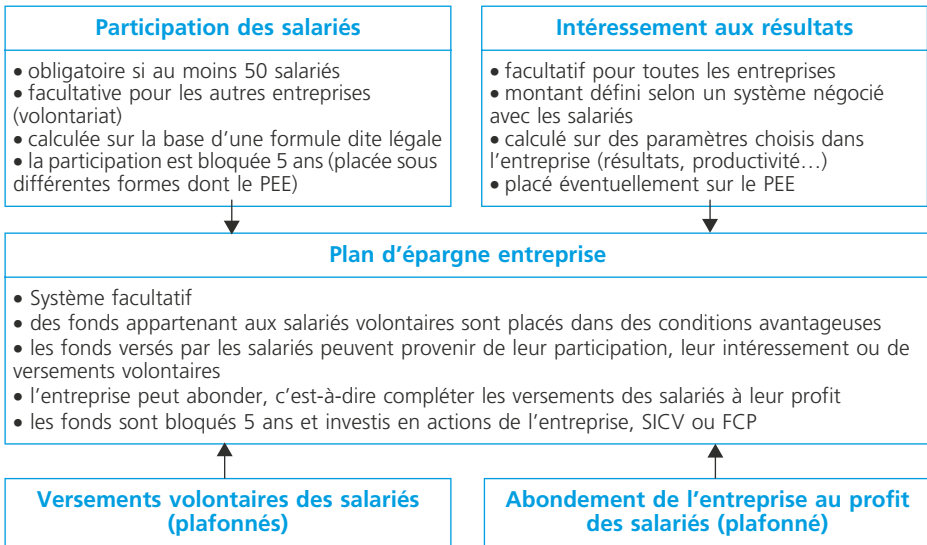 Participation des salariés
• obligatoire si au moins 50 salariés
• facultative pour les autres entreprises
(volontariat)
• calculée sur la base d'une formule dite légale
• la participation est bloquée 5 ans (placée sous
différentes formes dont le PEE)
Intéressement aux résultats
• facultatif pour toutes les entreprises
• montant défini selon un système négocié
avec les salariés
• calculé sur des paramètres choisis dans
l'entreprise (résultats, productivité…)
• placé éventuellement sur le PEE
Plan d'épargne entreprise
• Système facultatif
• des fonds appartenant aux salariés volontaires sont placés dans des conditions avantageuses
• les fonds versés par les salariés peuvent provenir de leur participation, leur intéressement ou de
versements volontaires
• l'entreprise peut abonder, c'est-à-dire compléter les versements des salariés à leur profit
• les fonds sont bloqués 5 ans et investis en actions de l'entreprise, SICV ou FCP
Versements volontaires des salariés
(plafonnés)
Abondement de l'entreprise au profit
des salariés (plafonné)